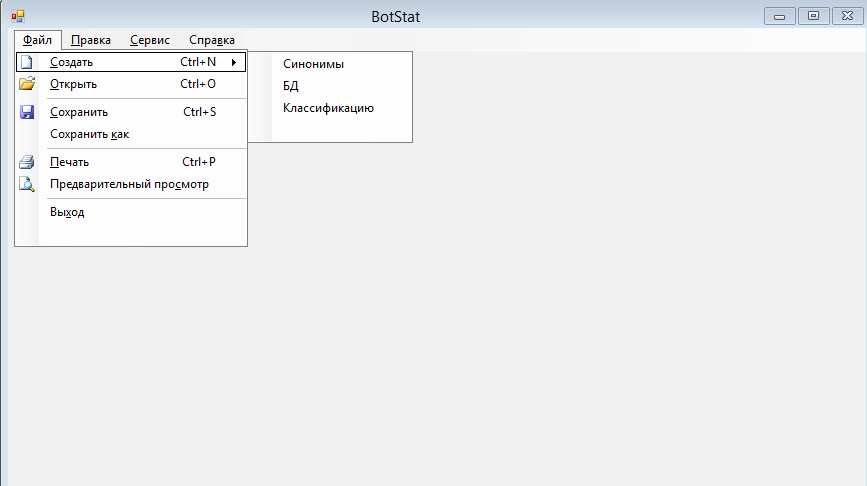 BotStat
Файл Правка Сервис Справка
Создать Ctrl+N
Открыть Ctrl+O
Сохранить Ctrl+S
Сохранить как
Печать Ctrl+P
Предварительный просмотр
Выход
Синонимы
БД
Классификацию